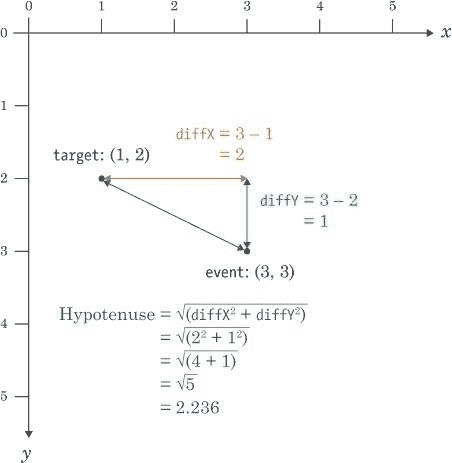 0 1 2 3 4 5
0
x
1
diffX = 3 − 1
= 2
target: (1, 2)
2
diffY = 3 − 2
= 1
3
event: (3, 3)
Hypotenuse = √(diffX² + diffY²)
4
= √(2² + 1²)
= √(4 + 1)
= √5
5
= 2.236
y